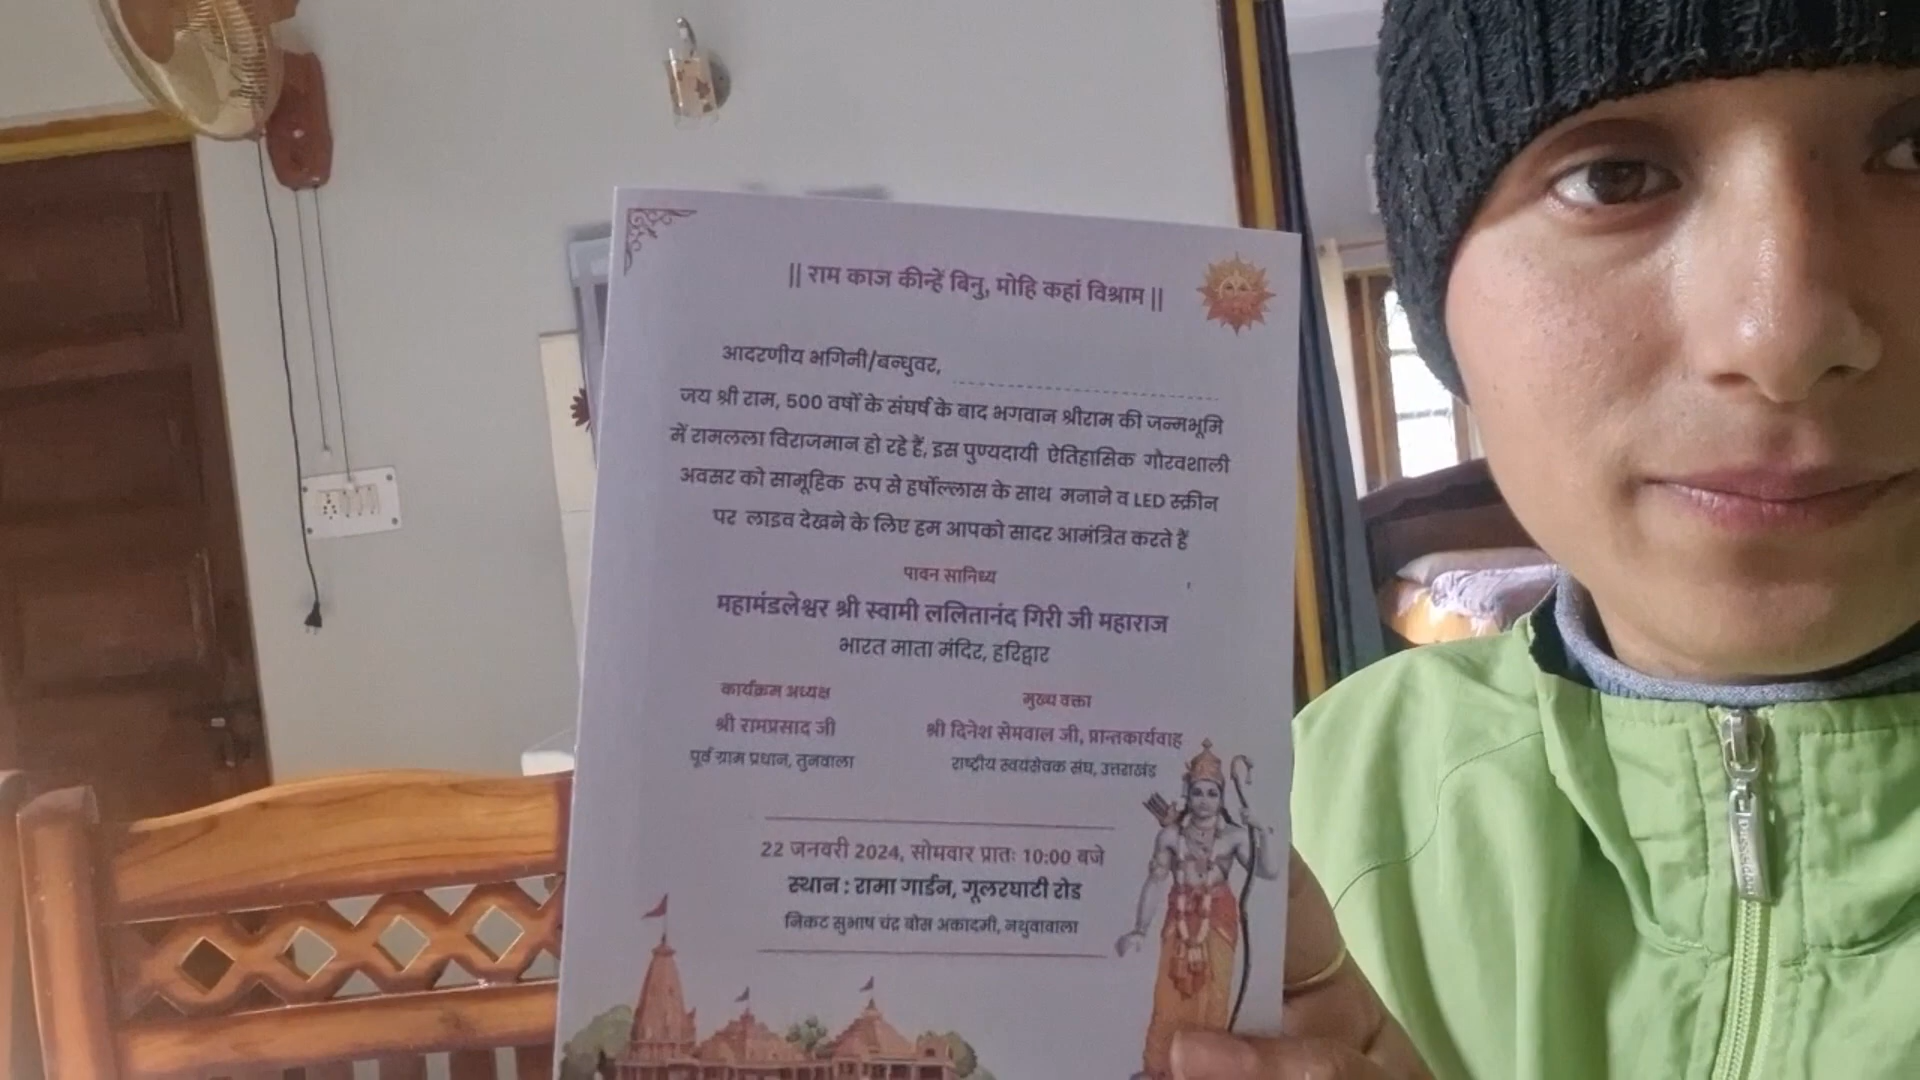 || राम काज कीन्हें बिनु, मोहि कहां विश्राम ||
आदरणीय भगिनी/बन्धुवर,
जय श्री राम, 500 वर्षों के संघर्ष के बाद भगवान श्रीराम की जन्मभूमि
में रामलला विराजमान हो रहे हैं, इस पुण्यदायी ऐतिहासिक गौरवशाली
अवसर को सामूहिक रूप से हर्षोल्लास के साथ मनाने व LED स्क्रीन
पर लाइव देखने के लिए हम आपको सादर आमंत्रित करते हैं
पावन सानिध्य
महामंडलेश्वर श्री स्वामी ललितानंद गिरी जी महाराज
भारत माता मंदिर, हरिद्वार
कार्यक्रम अध्यक्ष
श्री रामप्रसाद जी
पूर्व ग्राम प्रधान, तुनवाला
मुख्य वक्ता
श्री दिनेश सेमवाल जी, प्रान्तकार्यवाह
राष्ट्रीय स्वयंसेवक संघ, उत्तराखंड
22 जनवरी 2024, सोमवार प्रातः 10:00 बजे
स्थान : रामा गार्डन, गूलरघाटी रोड
निकट सुभाष चंद्र बोस अकादमी, नथुवावाला